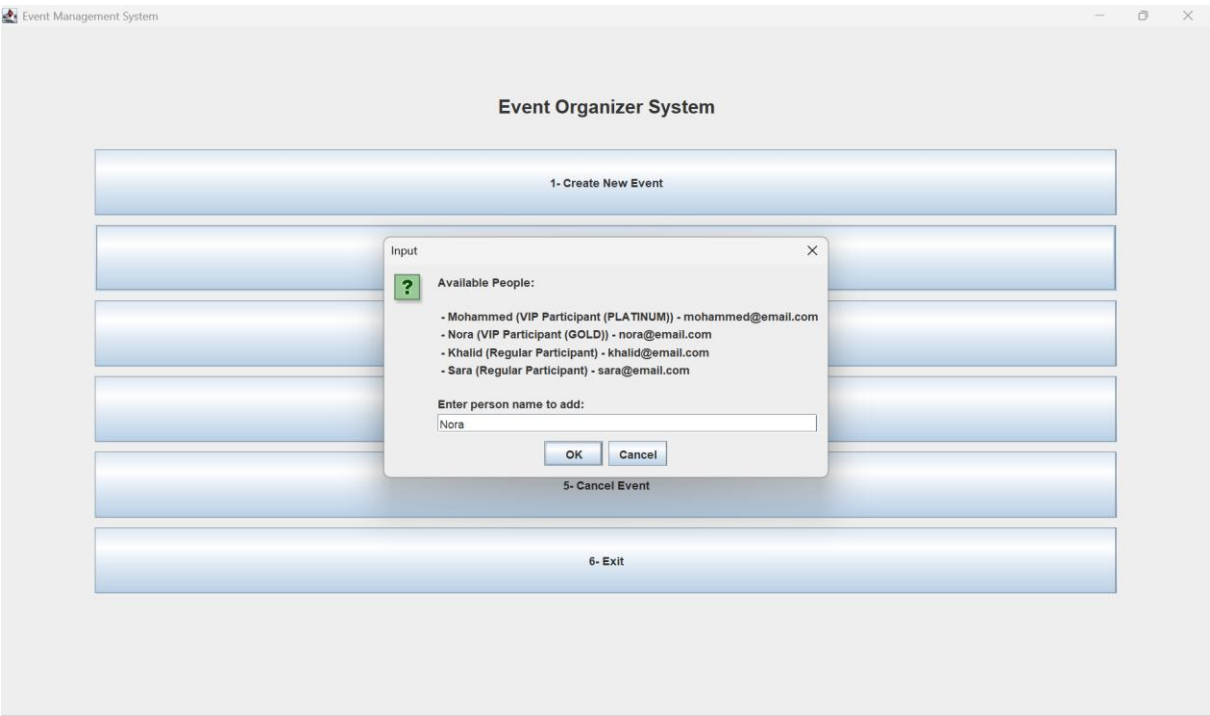 Event Management System
Event Organizer System
1- Create New Event
Input
?
Available People:
- Mohammed (VIP Participant (PLATINUM)) - mohammed@email.com
- Nora (VIP Participant (GOLD)) - nora@email.com
- Khalid (Regular Participant) - khalid@email.com
- Sara (Regular Participant) - sara@email.com
Enter person name to add:
Nora
OK Cancel
5- Cancel Event
6- Exit